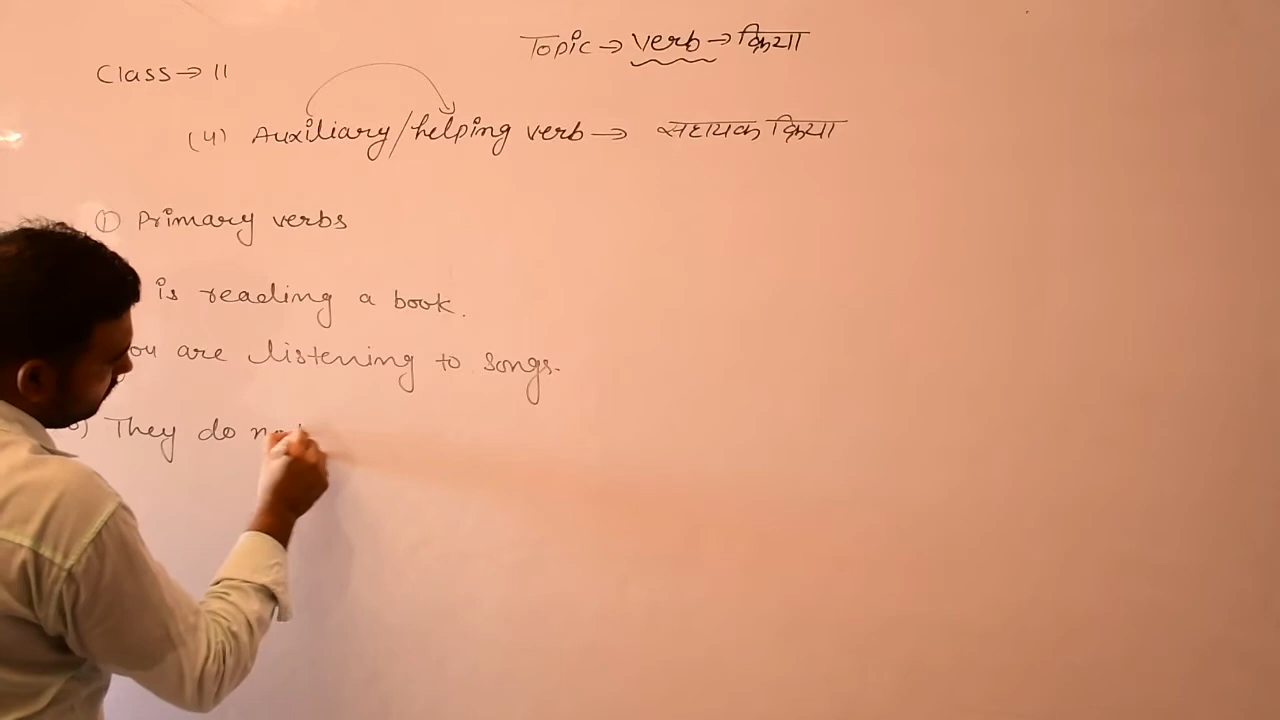 Topic → verb → क्रिया
Class → 11
(4) Auxiliary/helping verb → सहायक क्रिया
① Primary verbs
is reading a book.
are listening to songs.
They do